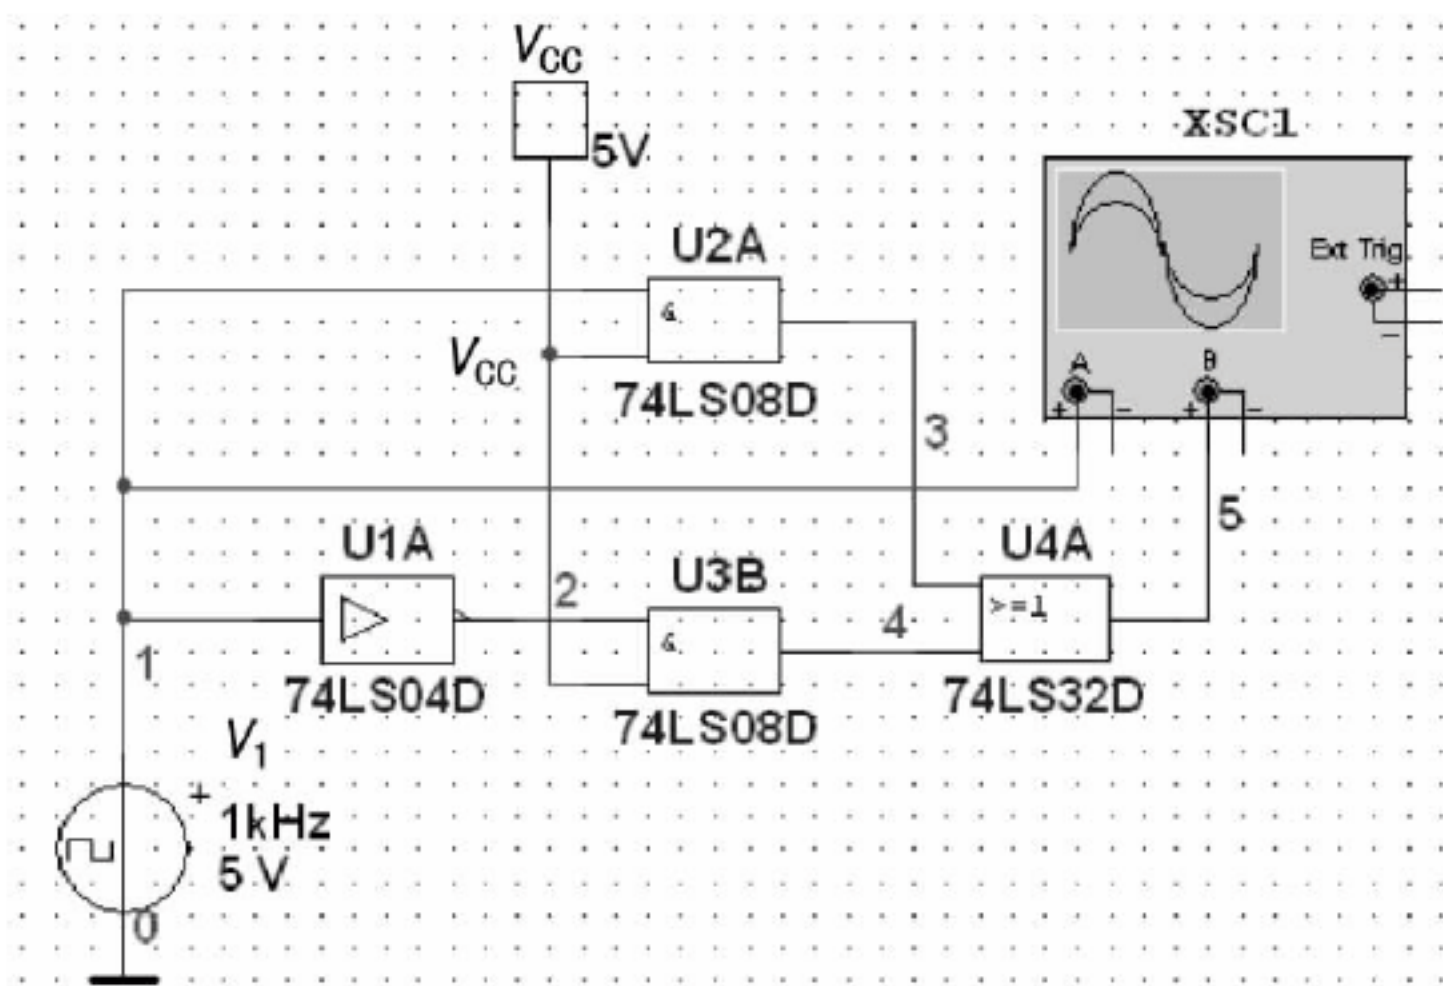 VCC
5V
XSC1
U2A
Ext Trig
+
&
−
VCC
A
B
74LS08D
+
−
+
−
3
5
U1A
U4A
U3B
2
>=1
&
4
1
74LS04D
74LS32D
74LS08D
V1
+
1kHz
5 V
0